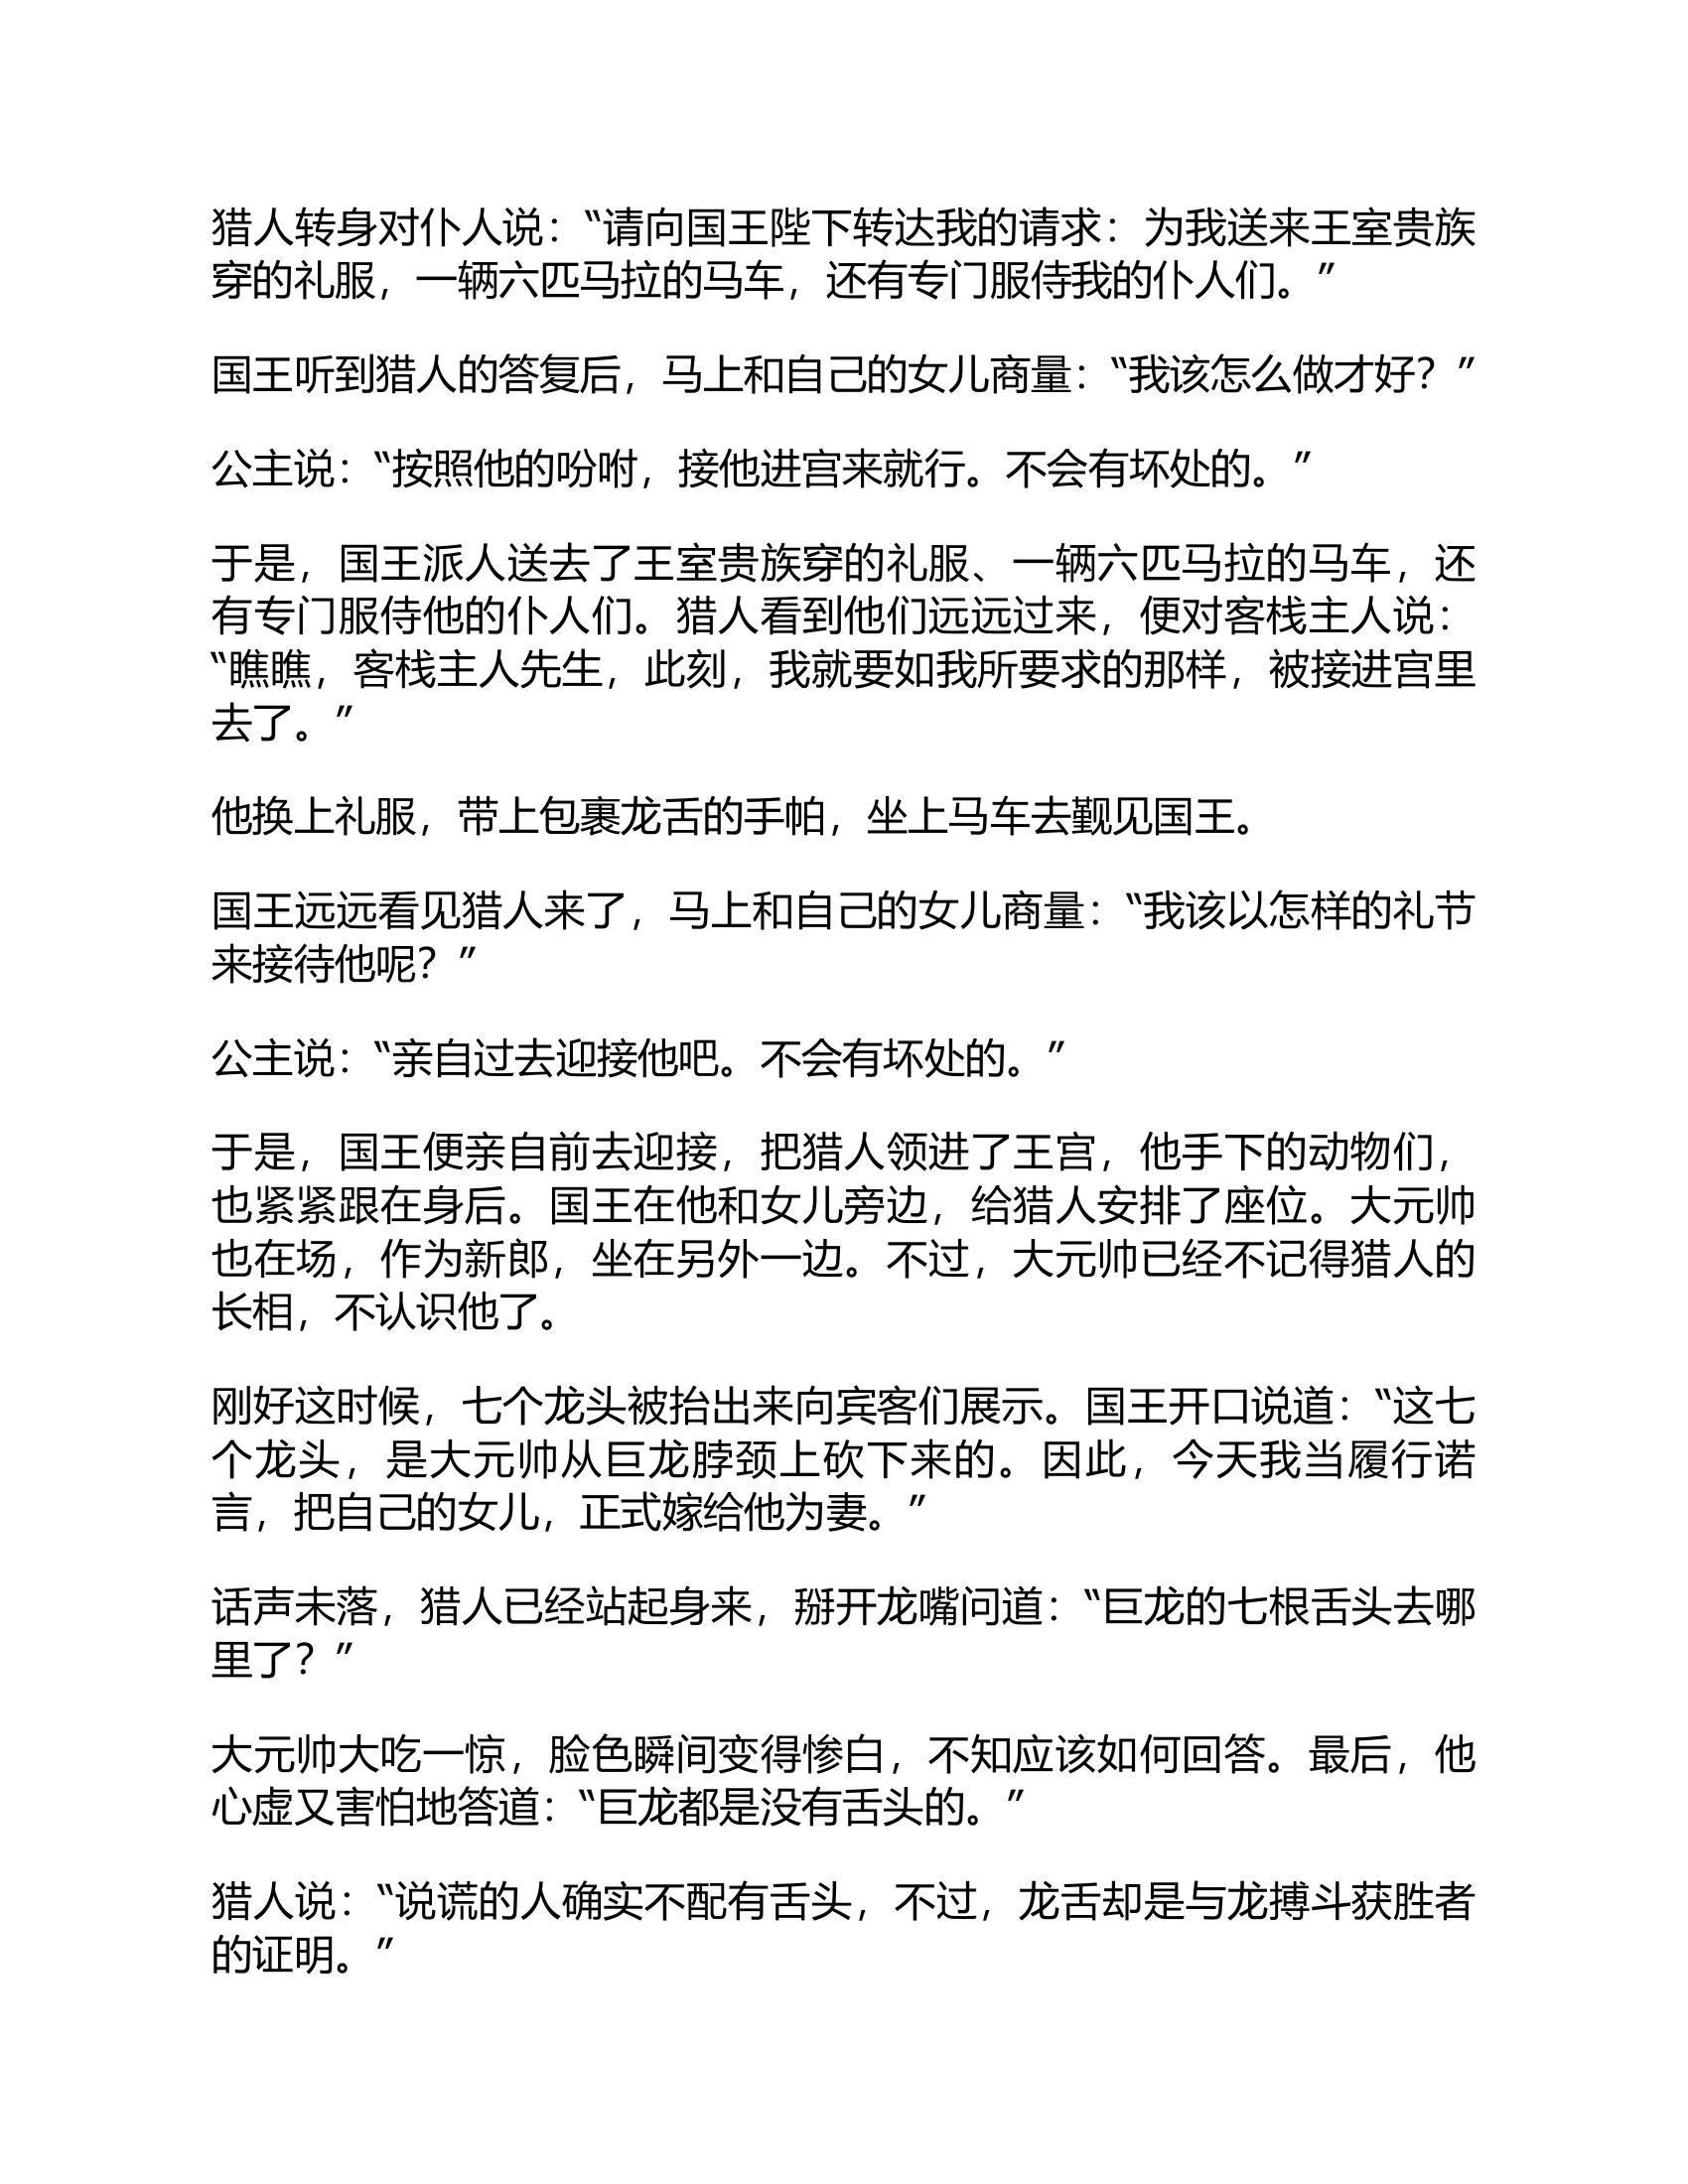 猎人转身对仆人说：“请向国王陛下转达我的请求：为我送来王室贵族
穿的礼服，一辆六匹马拉的马车，还有专门服侍我的仆人们。”
国王听到猎人的答复后，马上和自己的女儿商量：“我该怎么做才好？”
公主说：“按照他的吩咐，接他进宫来就行。不会有坏处的。”
于是，国王派人送去了王室贵族穿的礼服、一辆六匹马拉的马车，还
有专门服侍他的仆人们。猎人看到他们远远过来，便对客栈主人说：
“瞧瞧，客栈主人先生，此刻，我就要如我所要求的那样，被接进宫里
去了。”
他换上礼服，带上包裹龙舌的手帕，坐上马车去觐见国王。
国王远远看见猎人来了，马上和自己的女儿商量：“我该以怎样的礼节
来接待他呢？”
公主说：“亲自过去迎接他吧。不会有坏处的。”
于是，国王便亲自前去迎接，把猎人领进了王宫，他手下的动物们，
也紧紧跟在身后。国王在他和女儿旁边，给猎人安排了座位。大元帅
也在场，作为新郎，坐在另外一边。不过，大元帅已经不记得猎人的
长相，不认识他了。
刚好这时候，七个龙头被抬出来向宾客们展示。国王开口说道：“这七
个龙头，是大元帅从巨龙脖颈上砍下来的。因此，今天我当履行诺
言，把自己的女儿，正式嫁给他为妻。”
话声未落，猎人已经站起身来，掰开龙嘴问道：“巨龙的七根舌头去哪
里了？”
大元帅大吃一惊，脸色瞬间变得惨白，不知应该如何回答。最后，他
心虚又害怕地答道：“巨龙都是没有舌头的。”
猎人说：“说谎的人确实不配有舌头，不过，龙舌却是与龙搏斗获胜者
的证明。”